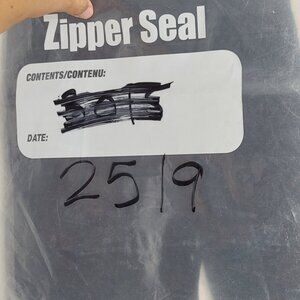 Zipper Seal
CONTENTS/CONTENU:
DATE:
25/9